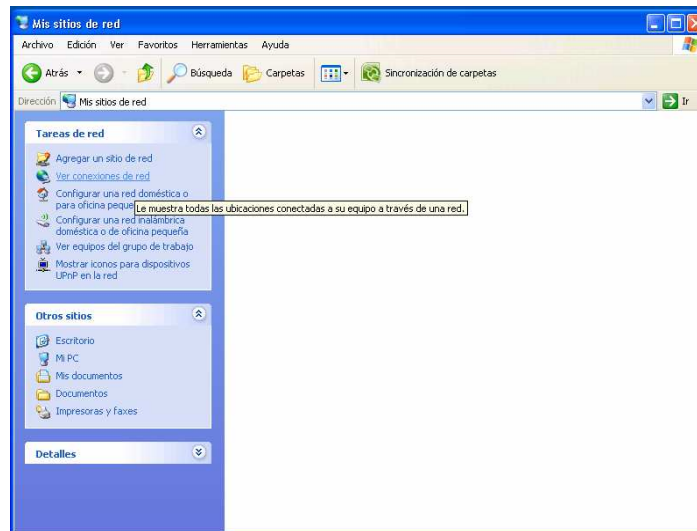 Mis sitios de red
Archivo Edición Ver Favoritos Herramientas Ayuda
Atrás Búsqueda Carpetas Sincronización de carpetas
Dirección Mis sitios de red Ir
Tareas de red
Agregar un sitio de red
Ver conexiones de red
Configurar una red doméstica o
para oficina peque
Le muestra todas las ubicaciones conectadas a su equipo a través de una red.
Configurar una red inalámbrica
doméstica o de oficina pequeña
Ver equipos del grupo de trabajo
Mostrar iconos para dispositivos
UPnP en la red
Otros sitios
Escritorio
Mi PC
Mis documentos
Documentos
Impresoras y faxes
Detalles